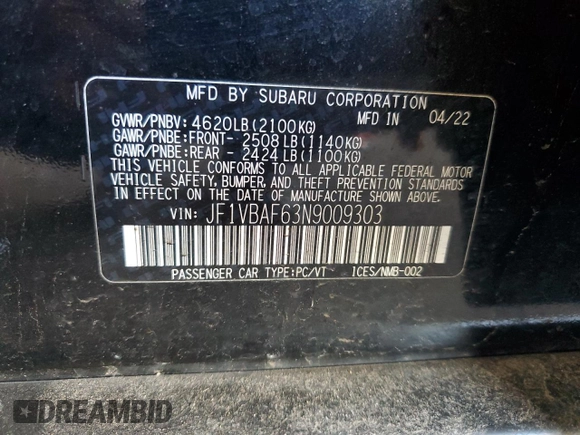 MFD BY SUBARU CORPORATION
GVWR/PNBV: 4620LB(2100KG) MFD IN 04/22
GAWR/PNBE:FRONT- 2508LB(1140KG)
GAWR/PNBE:REAR - 2424LB(1100KG)
THIS VEHICLE CONFORMS TO ALL APPLICABLE FEDERAL MOTOR
VEHICLE SAFETY, BUMPER, AND THEFT PREVENTION STANDARDS
IN EFFECT ON THE DATE OF MANUFACTURE SHOWN ABOVE.
VIN: JF1VBAF63N9009303
PASSENGER CAR TYPE:PC/VT ICES/NMB-002
DREAMBID